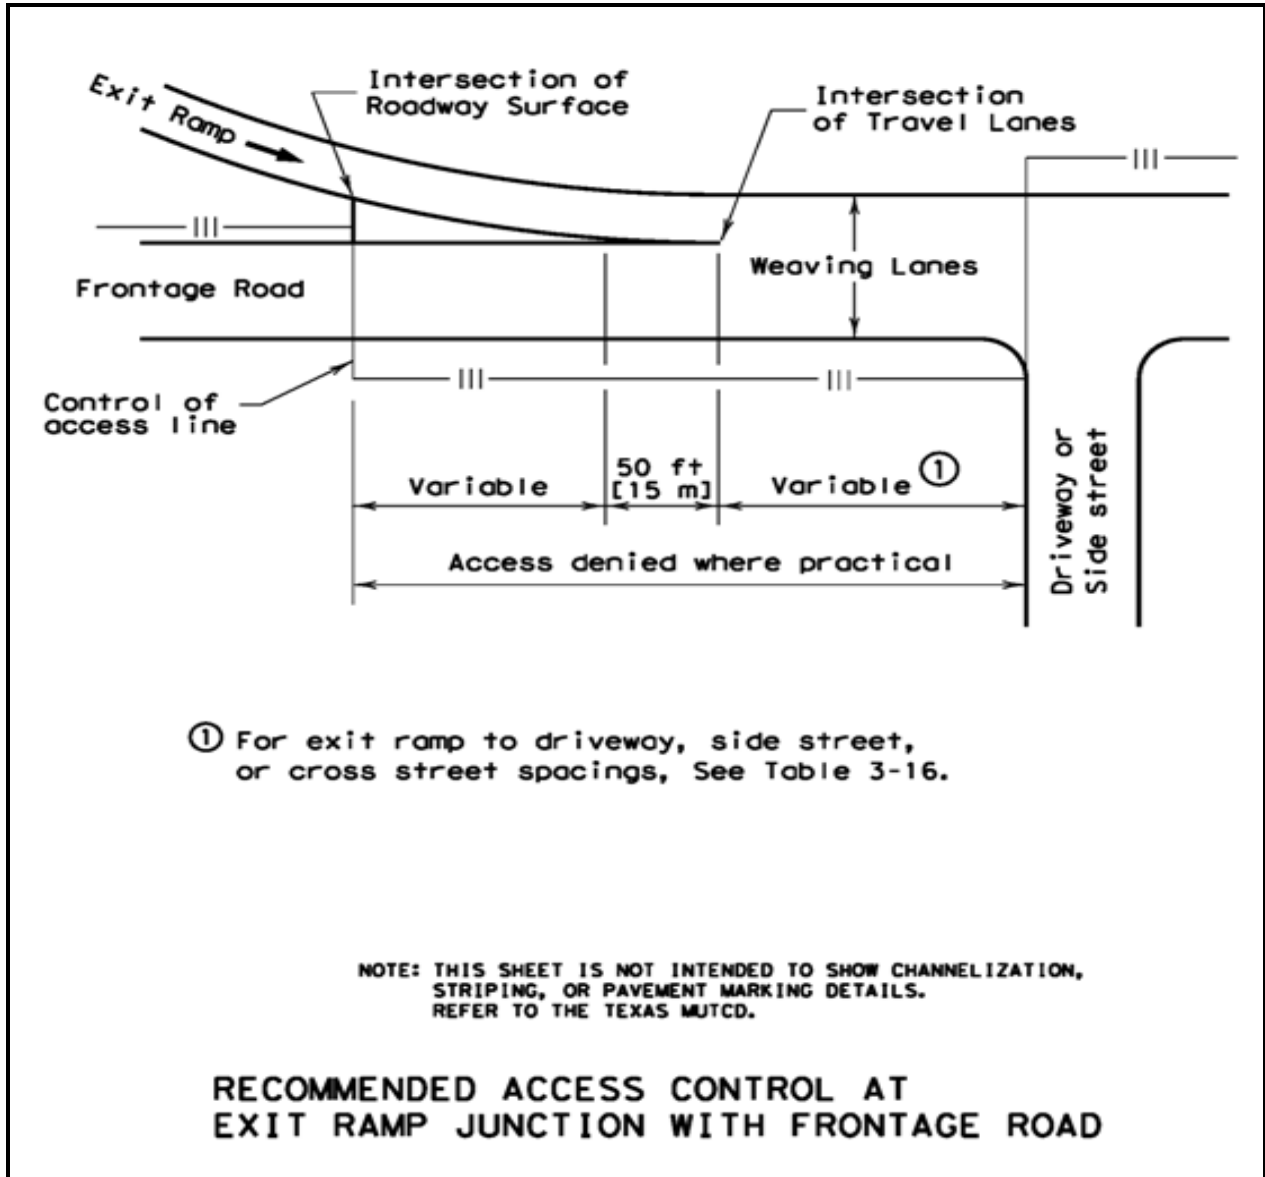 Exit Ramp
Intersection of
Roadway Surface
Intersection
of Travel Lanes
Frontage Road
Weaving Lanes
Control of
access line
Variable
50 ft
[15 m]
Variable ①
Access denied where practical
Driveway or
Side street
① For exit ramp to driveway, side street,
or cross street spacings, See Table 3-16.
NOTE: THIS SHEET IS NOT INTENDED TO SHOW CHANNELIZATION,
STRIPING, OR PAVEMENT MARKING DETAILS.
REFER TO THE TEXAS MUTCD.
RECOMMENDED ACCESS CONTROL AT
EXIT RAMP JUNCTION WITH FRONTAGE ROAD